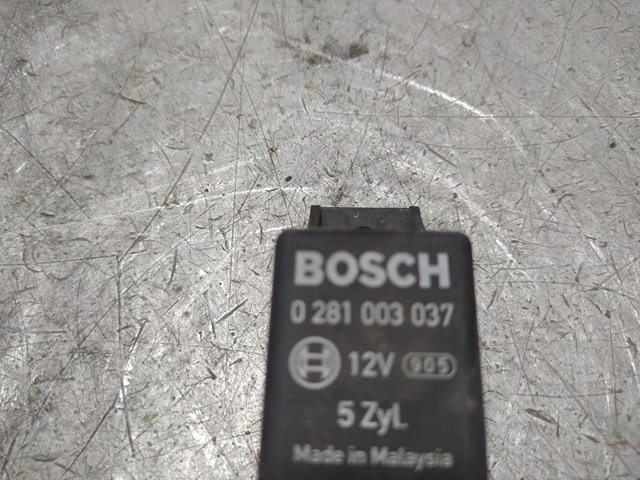 BOSCH
0 281 003 037
12V 905
5 Zyl.
Made in Malaysia